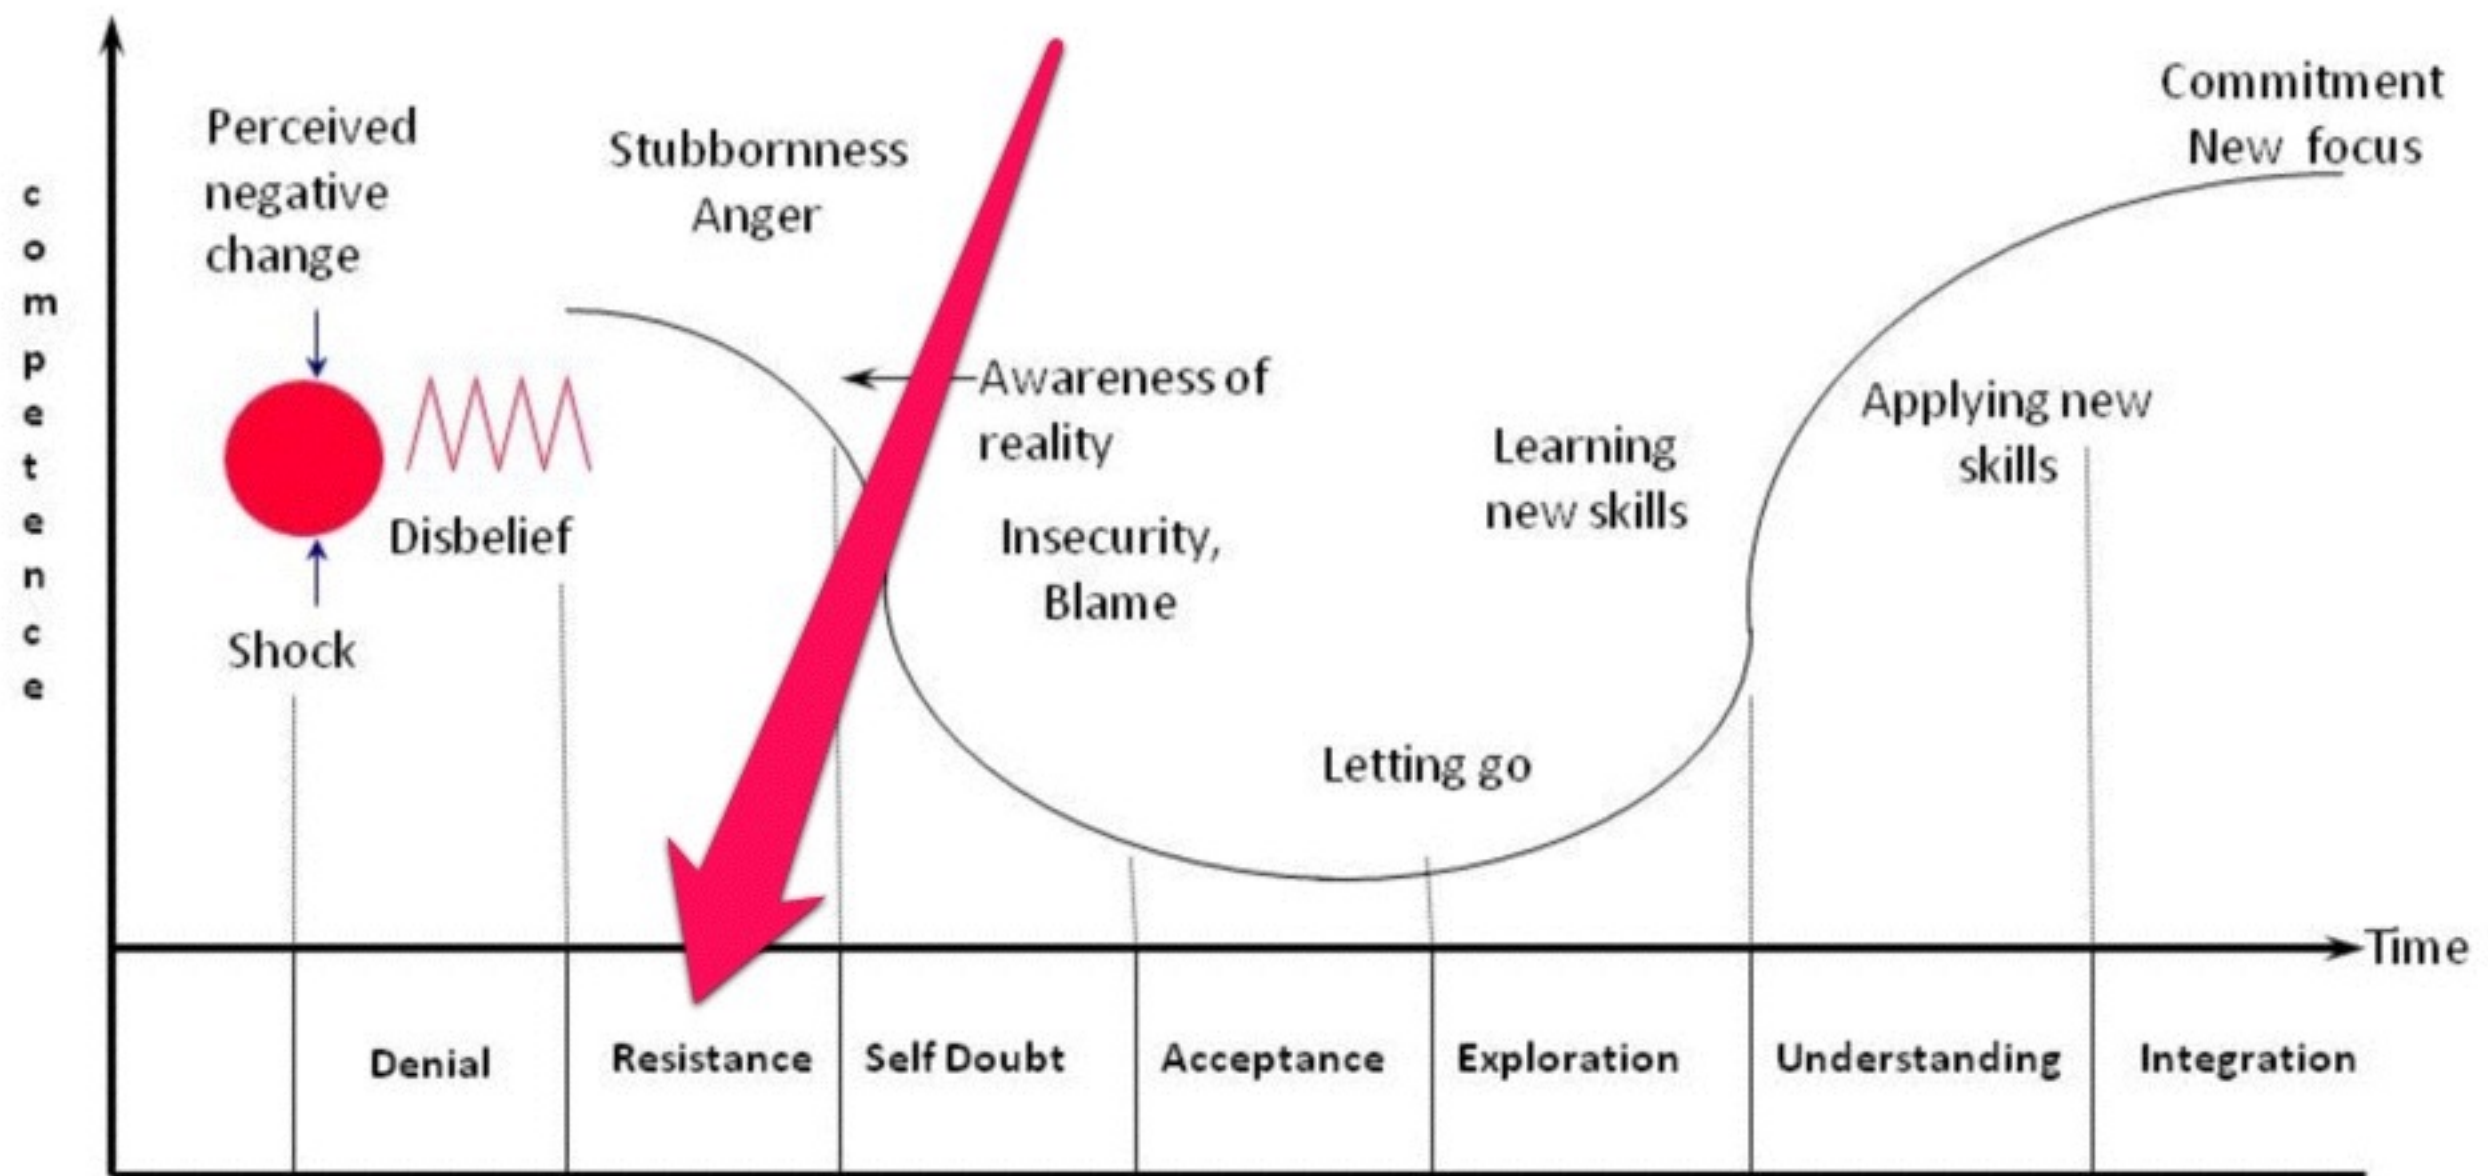 competence
Perceived
negative
change
Shock
Disbelief
Stubbornness
Anger
Awareness of
reality
Insecurity,
Blame
Letting go
Learning
new skills
Applying new
skills
Commitment
New focus
Time
Denial
Resistance
Self Doubt
Acceptance
Exploration
Understanding
Integration